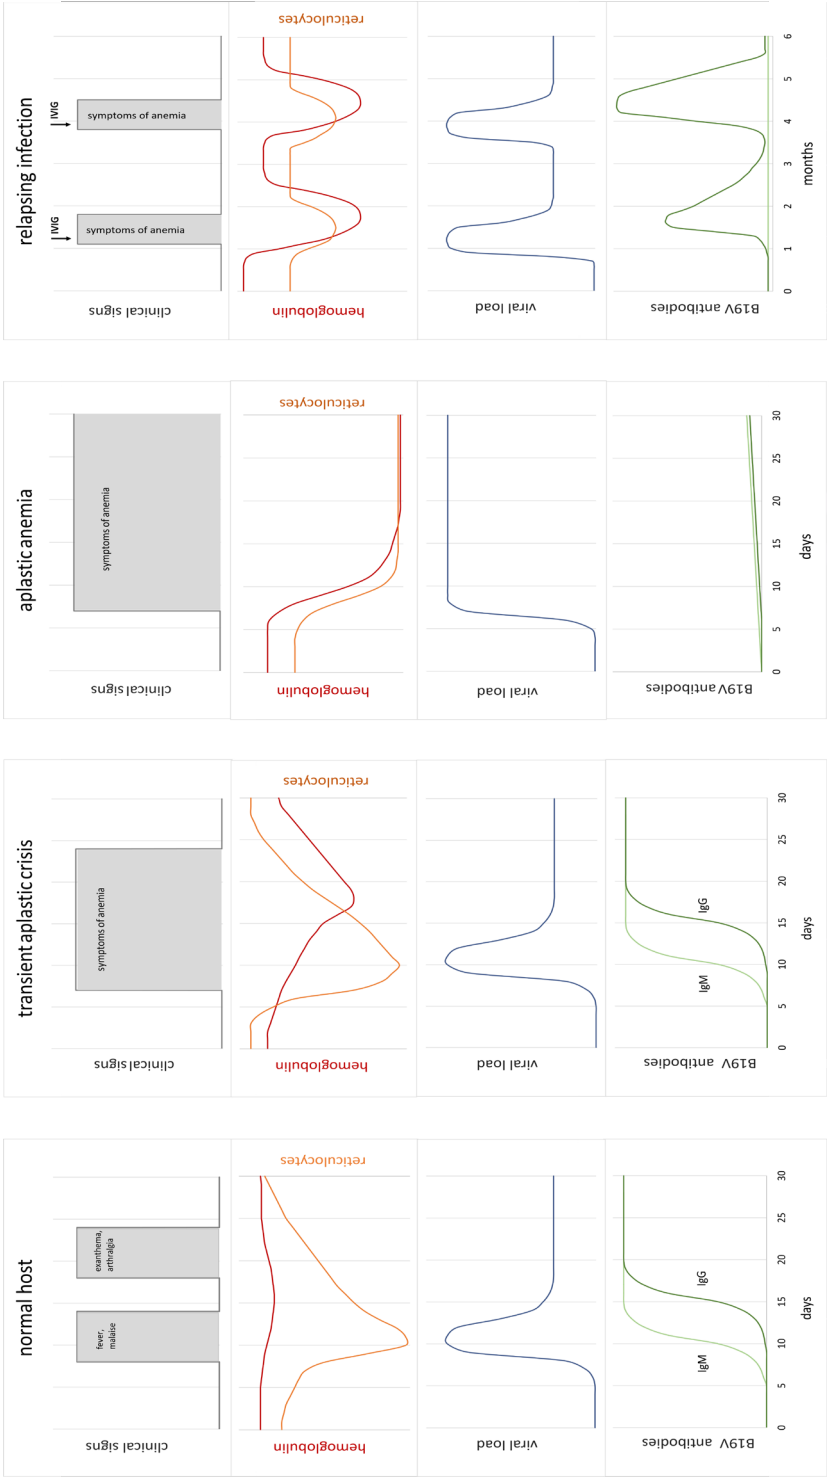 normal host
clinical signs
fever,
malaise
exanthema,
arthralgia
hemoglobulin
reticulocytes
viral load
B19V antibodies
IgM
IgG
0
5
10
15
20
25
30
days
transient aplastic crisis
clinical signs
symptoms of anemia
hemoglobulin
reticulocytes
viral load
B19V antibodies
IgM
IgG
0
5
10
15
20
25
30
days
aplastic anemia
clinical signs
symptoms of anemia
hemoglobulin
reticulocytes
viral load
B19V antibodies
0
5
10
15
20
25
30
days
relapsing infection
clinical signs
IVIG
symptoms of anemia
IVIG
symptoms of anemia
hemoglobulin
reticulocytes
viral load
B19V antibodies
0
1
2
3
4
5
6
months